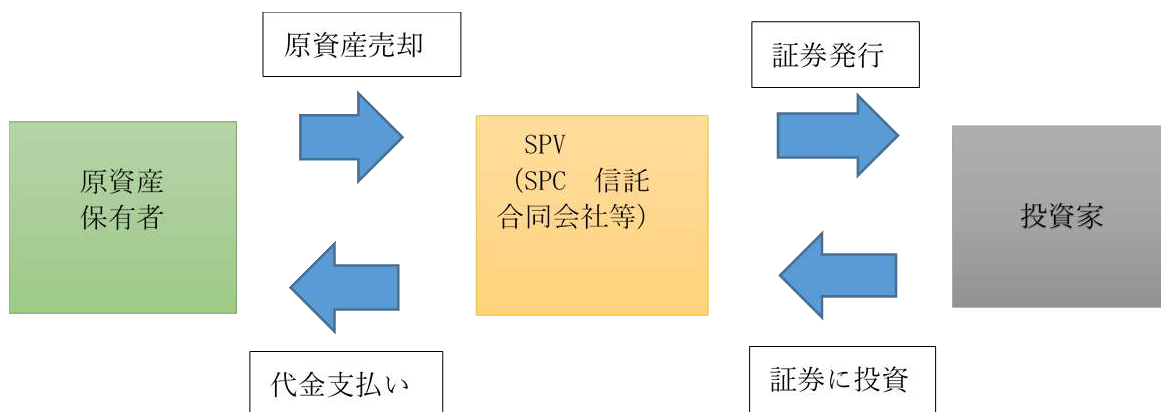 原資産売却
証券発行
原資産
保有者
SPV
（SPC　信託
合同会社等）
投資家
代金支払い
証券に投資